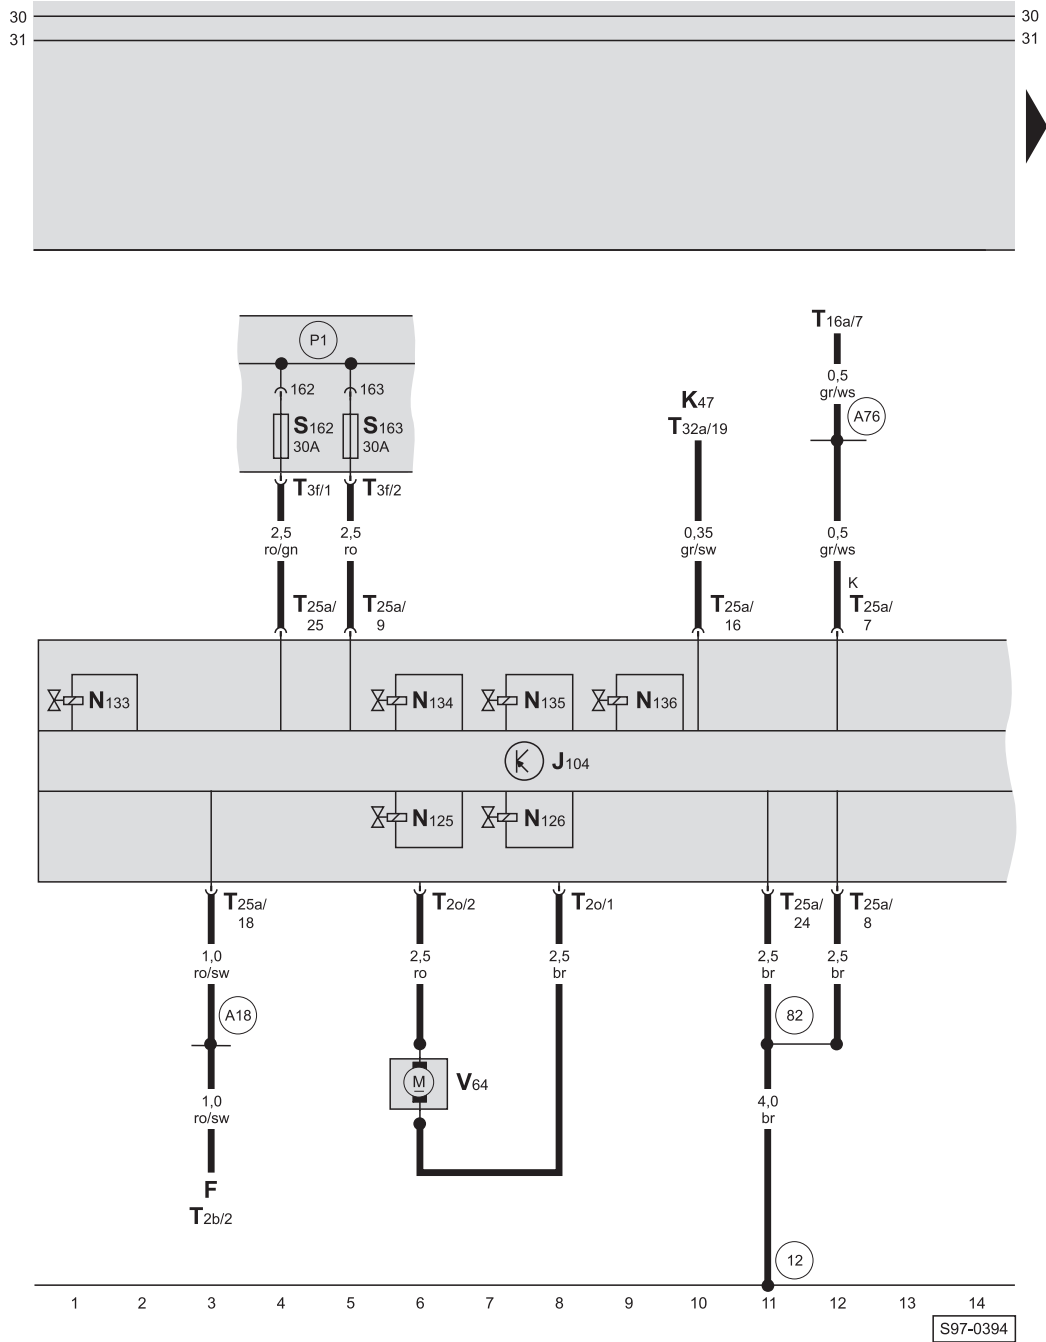 30 30
31 31
P1
162 163
S162 S163
30A 30A
T3f/1 T3f/2
2,5 2,5
ro/gn ro
T25a/ T25a/
25 9
K47
T32a/19
0,35
gr/sw
T25a/
16
T16a/7
0,5
gr/ws
A76
0,5
gr/ws
K
T25a/
7
N133 N134 N135 N136
J104
N125 N126
T25a/ T2o/2 T2o/1 T25a/ T25a/
18 24 8
1,0 2,5 2,5 2,5 2,5
ro/sw ro br br br
A18 82
M V64
1,0 4,0
ro/sw br
F
T2b/2
12
1 2 3 4 5 6 7 8 9 10 11 12 13 14
S97-0394